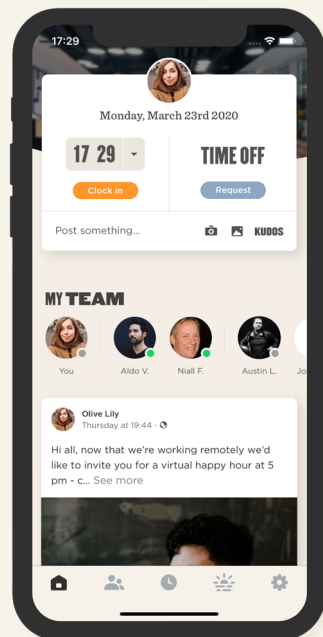 17:29
Monday, March 23rd 2020
17 29
TIME OFF
Clock in
Request
Post something...
KUDOS
MY TEAM
You
Aldo V.
Niall F.
Austin L.
Jo
Olive Lily
Thursday at 19:44 ·
Hi all, now that we're working remotely we'd
like to invite you for a virtual happy hour at 5
pm - c... See more